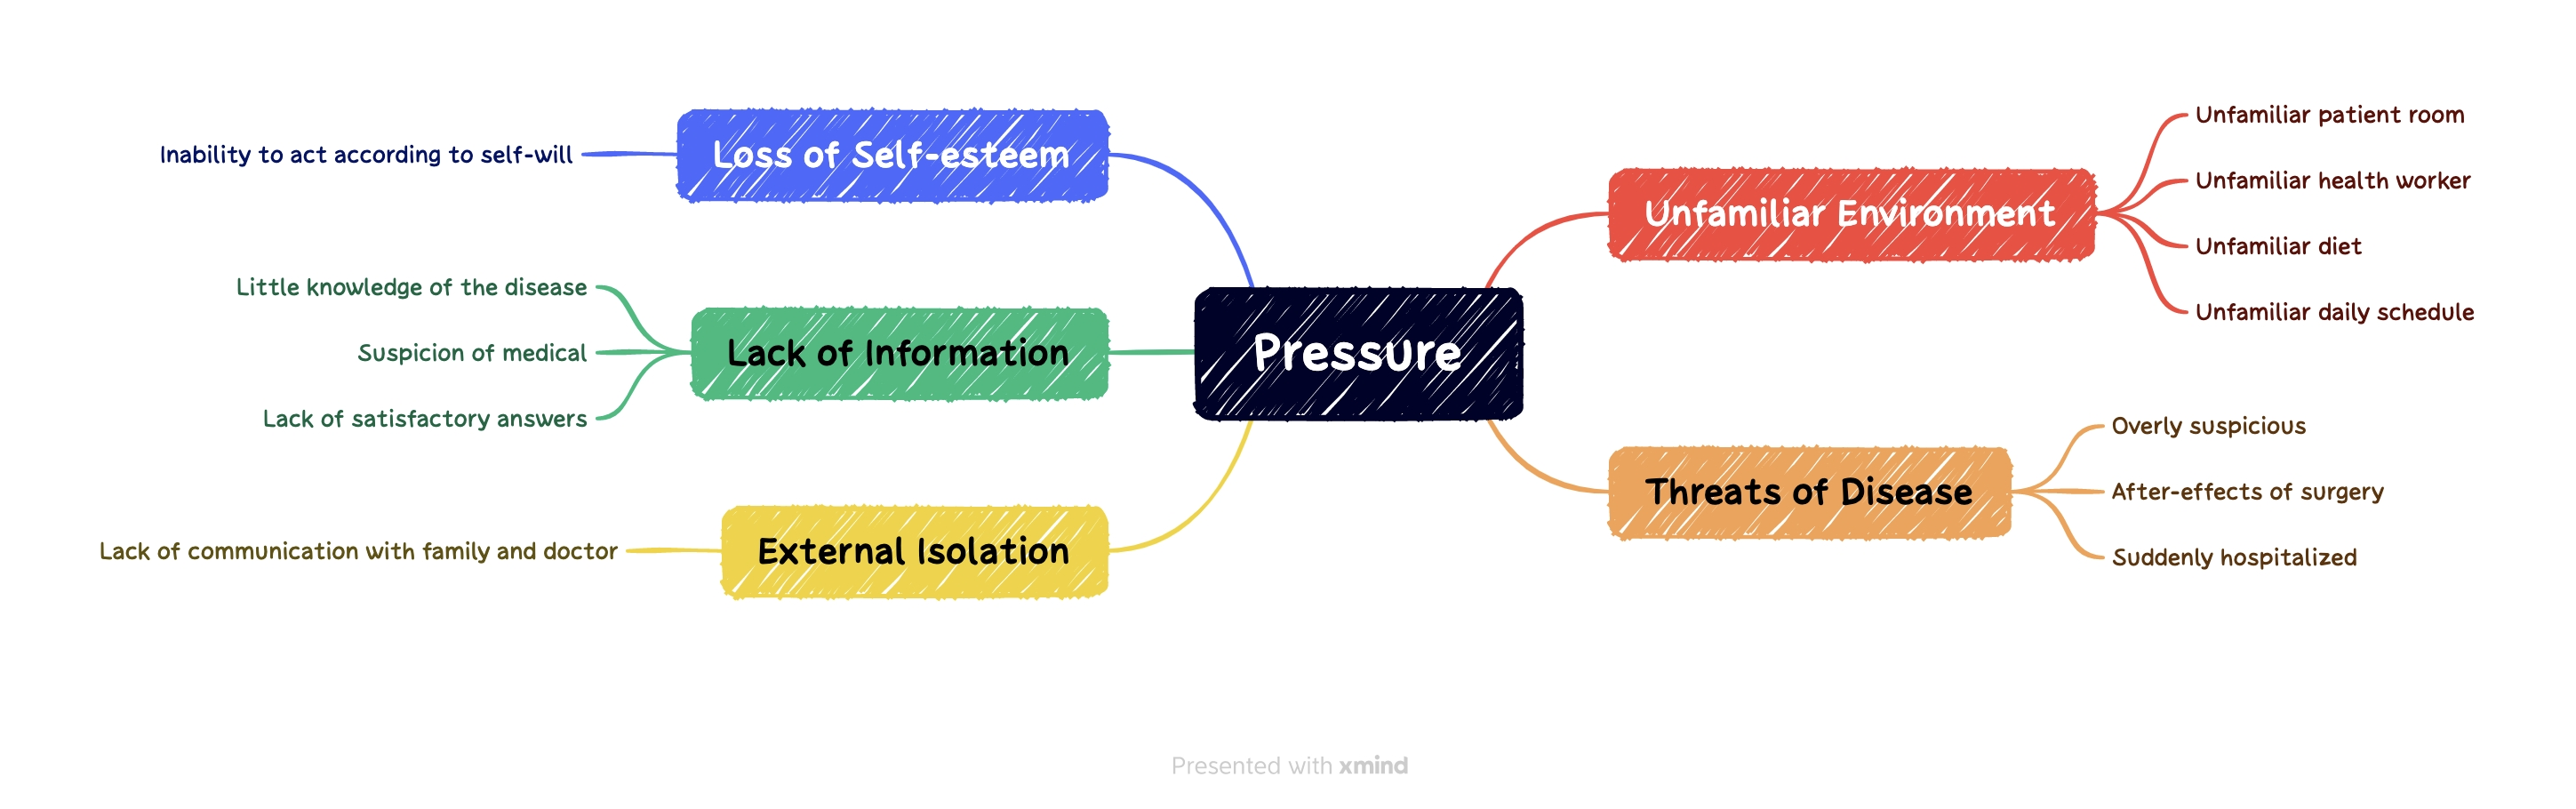 Pressure
Unfamiliar Environment
Unfamiliar patient room
Unfamiliar health worker
Unfamiliar diet
Unfamiliar daily schedule
Threats of Disease
Overly suspicious
After-effects of surgery
Suddenly hospitalized
Loss of Self-esteem
Inability to act according to self-will
Lack of Information
Little knowledge of the disease
Suspicion of medical
Lack of satisfactory answers
External Isolation
Lack of communication with family and doctor
Presented with xmind